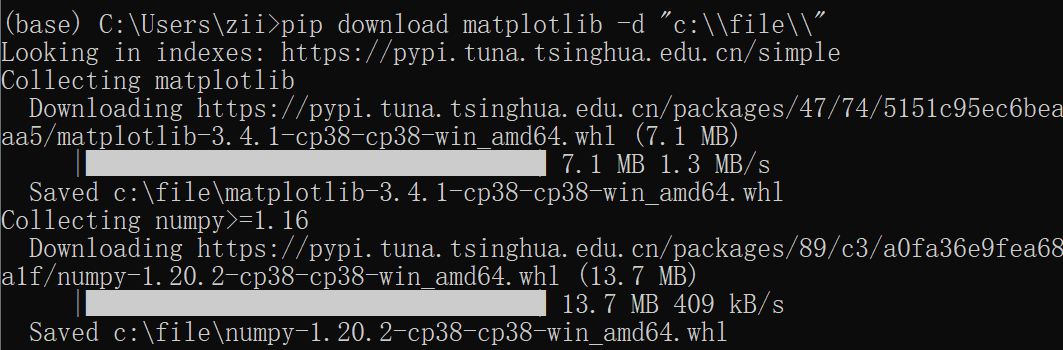 (base) C:\Users\zii>pip download matplotlib -d "c:\\file\\"
Looking in indexes: https://pypi.tuna.tsinghua.edu.cn/simple
Collecting matplotlib
  Downloading https://pypi.tuna.tsinghua.edu.cn/packages/47/74/5151c95ec6bea
aa5/matplotlib-3.4.1-cp38-cp38-win_amd64.whl (7.1 MB)
     | | 7.1 MB 1.3 MB/s
  Saved c:\file\matplotlib-3.4.1-cp38-cp38-win_amd64.whl
Collecting numpy>=1.16
  Downloading https://pypi.tuna.tsinghua.edu.cn/packages/89/c3/a0fa36e9fea68
a1f/numpy-1.20.2-cp38-cp38-win_amd64.whl (13.7 MB)
     | | 13.7 MB 409 kB/s
  Saved c:\file\numpy-1.20.2-cp38-cp38-win_amd64.whl